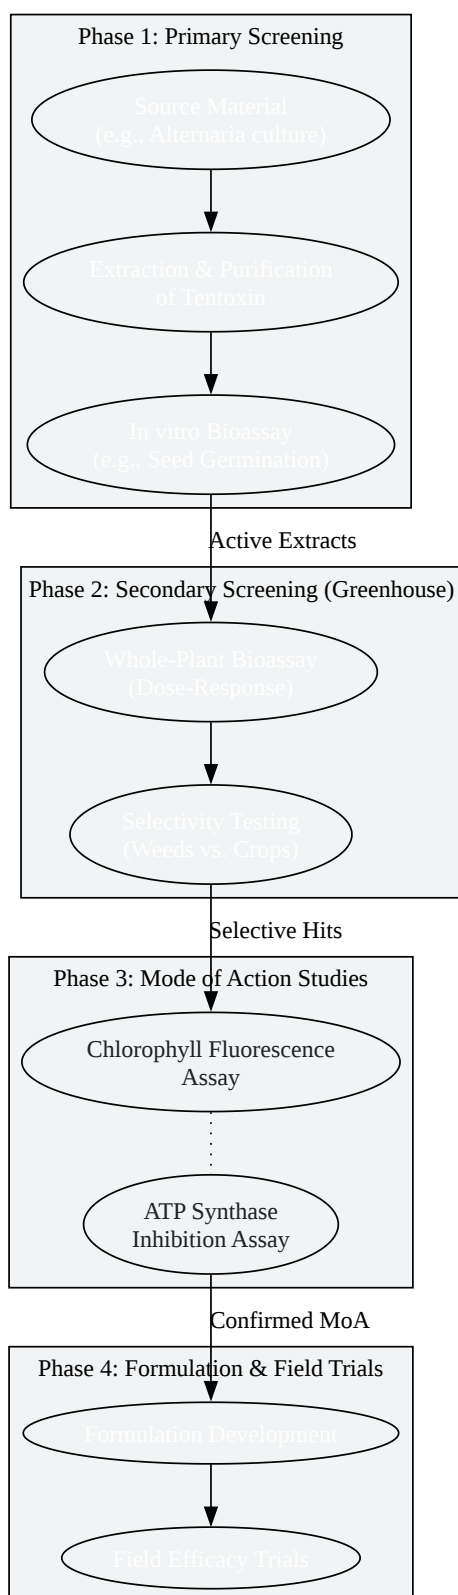 Phase 1: Primary Screening
Source Material
(e.g., Alternaria culture)
Extraction & Purification
of Tentoxin
In vitro Bioassay
(e.g., Seed Germination)
Active Extracts
Phase 2: Secondary Screening (Greenhouse)
Whole-Plant Bioassay
(Dose-Response)
Selectivity Testing
(Weeds vs. Crops)
Selective Hits
Phase 3: Mode of Action Studies
Chlorophyll Fluorescence
Assay
ATP Synthase
Inhibition Assay
Confirmed MoA
Phase 4: Formulation & Field Trials
Formulation Development
Field Efficacy Trials